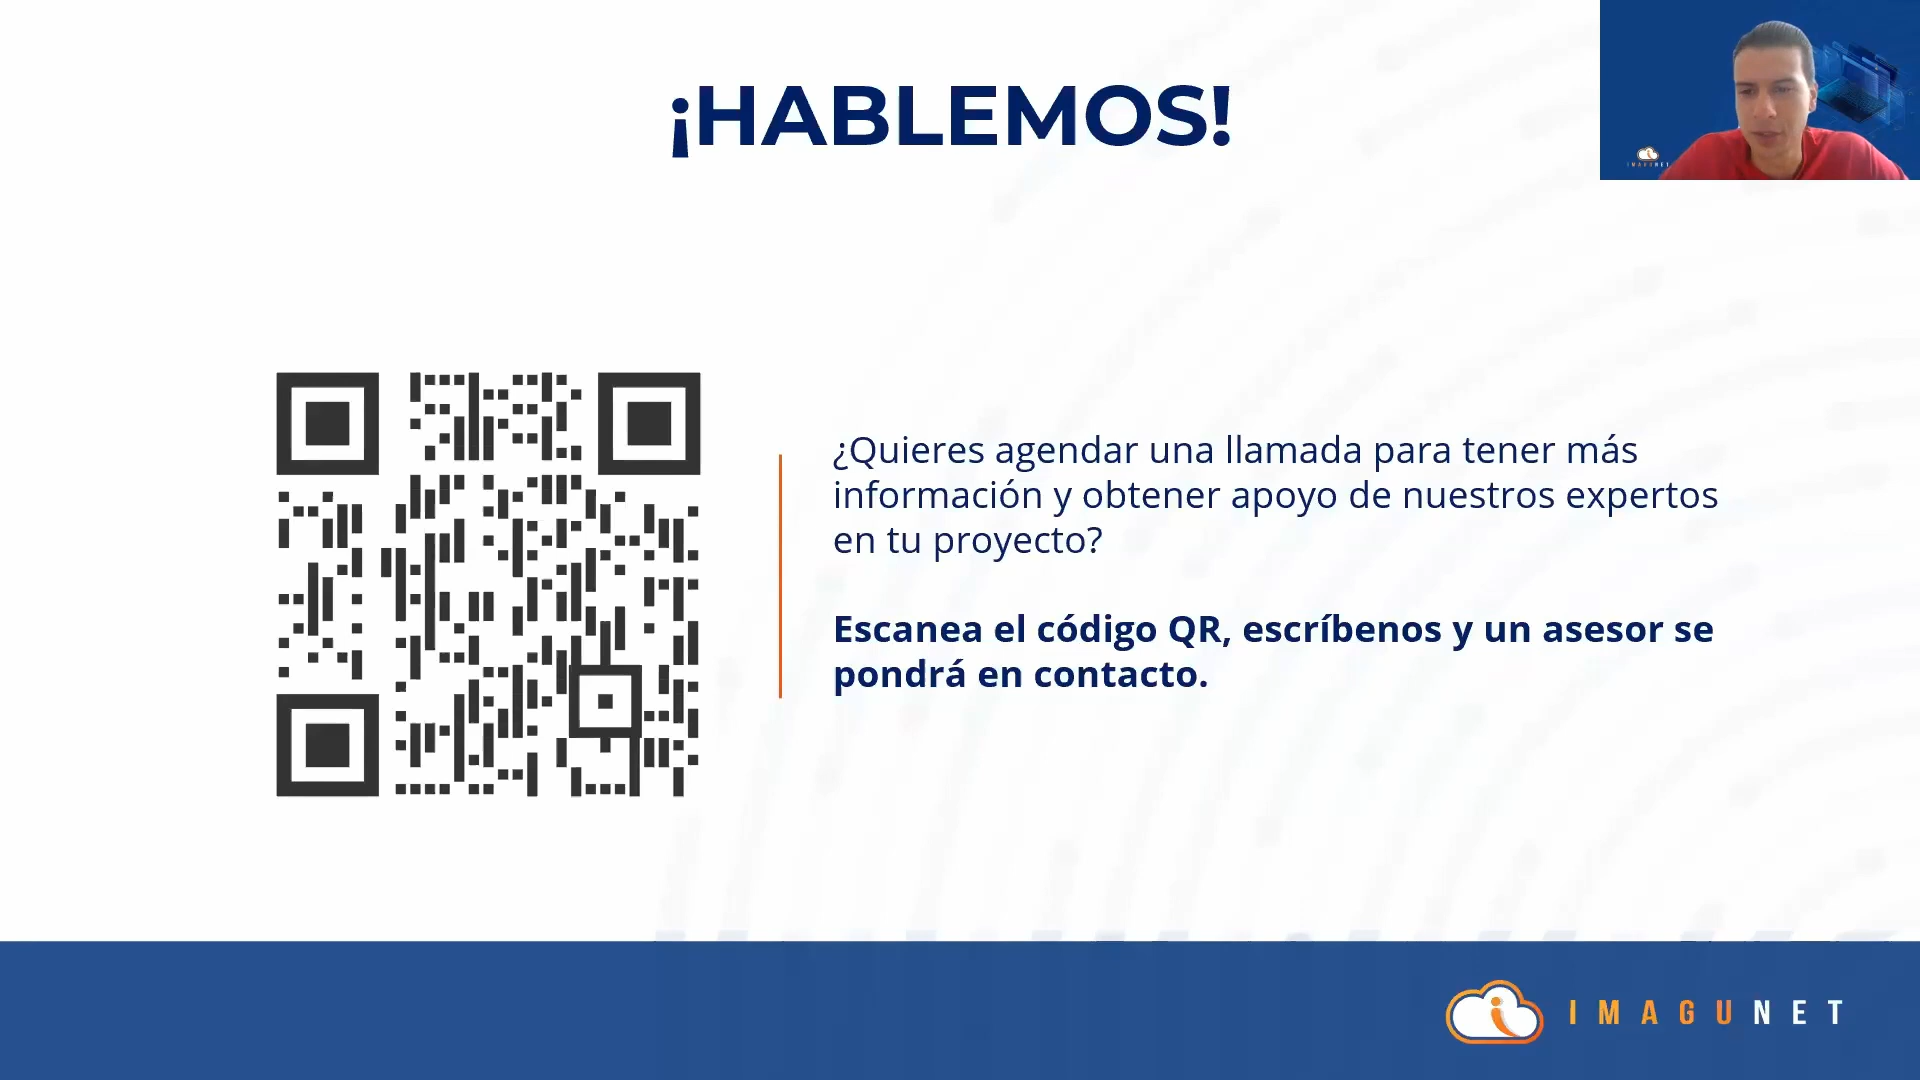 ¡HABLEMOS!
IMAGUNET
¿Quieres agendar una llamada para tener más
información y obtener apoyo de nuestros expertos
en tu proyecto?
Escanea el código QR, escríbenos y un asesor se
pondrá en contacto.
IMAGUNET